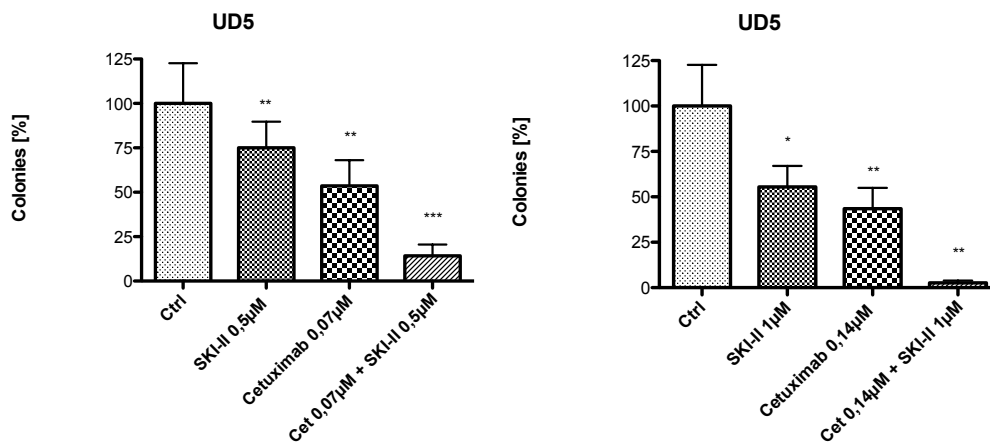 UD5
Colonies [%]
125
100
75
50
25
0
**
**
***
Ctrl
SKI-II 0,5µM
Cetuximab 0,07µM
Cet 0,07µM + SKI-II 0,5µM
UD5
Colonies [%]
125
100
75
50
25
0
*
**
**
Ctrl
SKI-II 1µM
Cetuximab 0,14µM
Cet 0,14µM + SKI-II 1µM